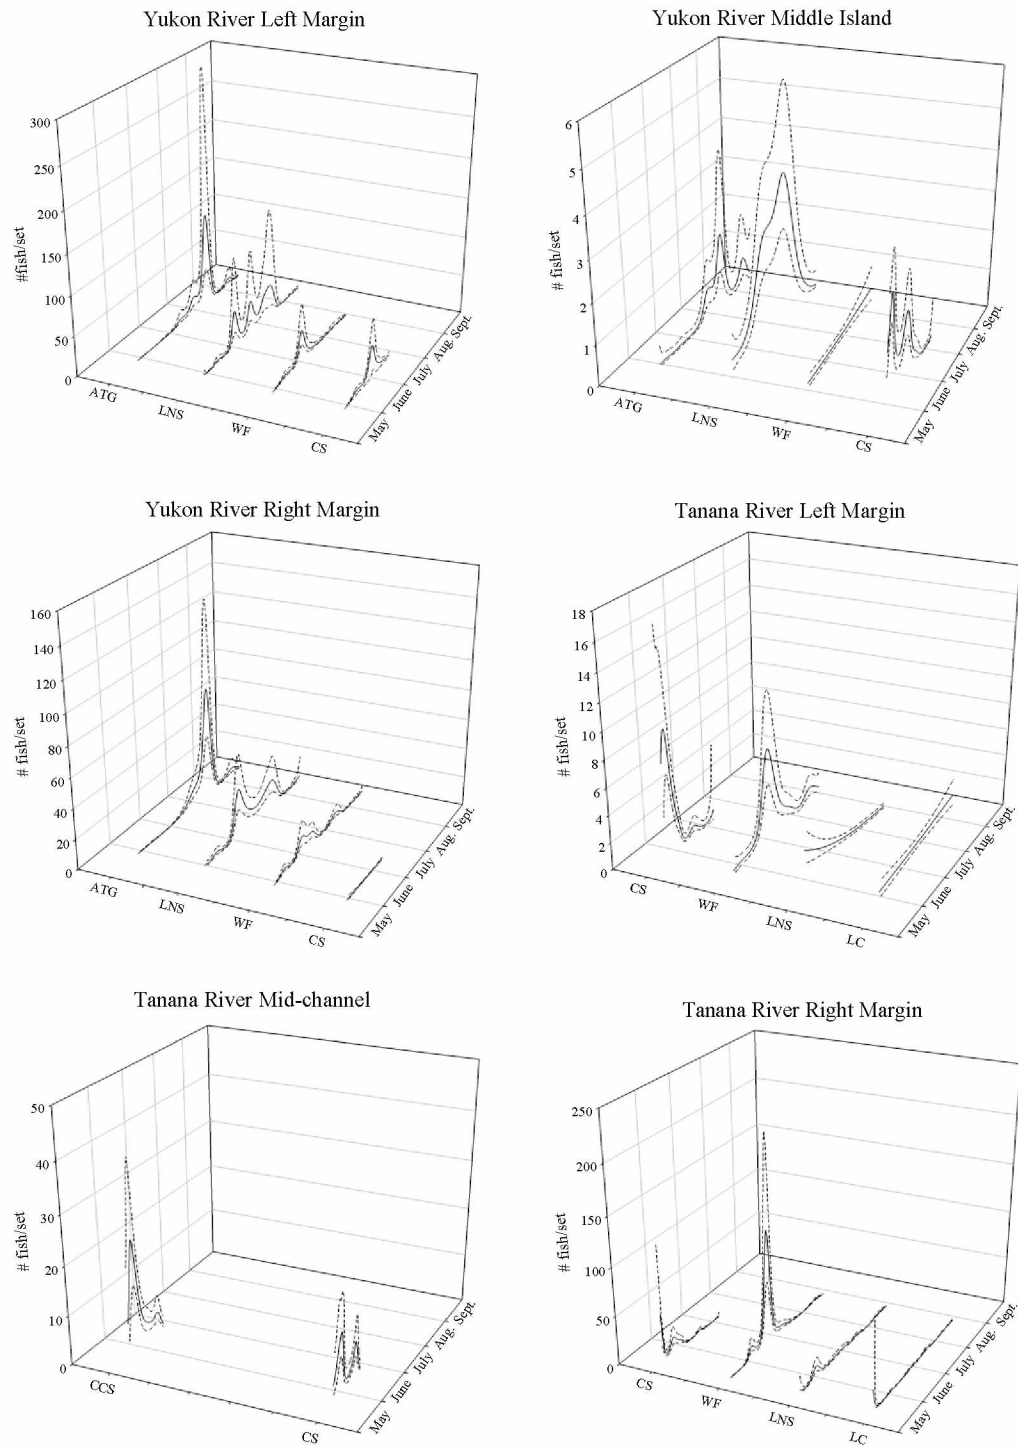 Yukon River Left Margin
300
250
200
150
100
50
0
#fish/set
ATG
LNS
WF
CS
May
June
July
Aug.
Sept.
Yukon River Middle Island
6
5
4
3
2
1
0
# fish/set
ATG
LNS
WF
CS
May
June
July
Aug.
Sept.
Yukon River Right Margin
160
140
120
100
80
60
40
20
0
# fish/set
ATG
LNS
WF
CS
May
June
July
Aug.
Sept.
Tanana River Left Margin
18
16
14
12
10
8
6
4
2
0
# fish/set
CS
WF
LNS
LC
May
June
July
Aug.
Sept.
Tanana River Mid-channel
50
40
30
20
10
0
# fish/set
CCS
CS
May
June
July
Aug.
Sept.
Tanana River Right Margin
250
200
150
100
50
0
# fish/set
CS
WF
LNS
LC
May
June
July
Aug.
Sept.